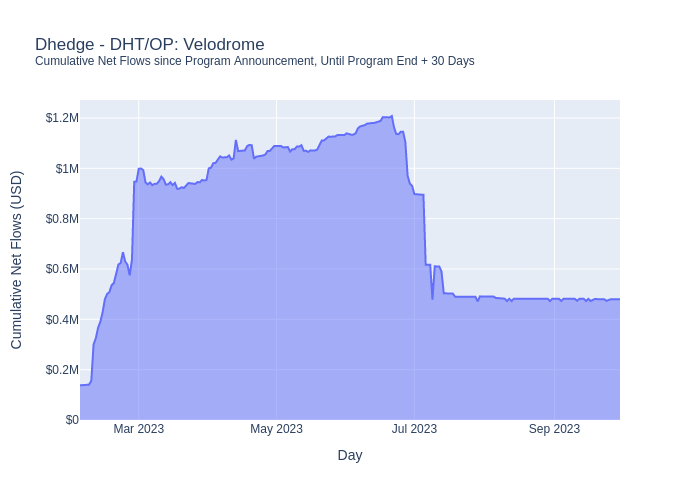 Dhedge - DHT/OP: Velodrome
Cumulative Net Flows since Program Announcement, Until Program End + 30 Days
Cumulative Net Flows (USD)
$1.2M
$1M
$0.8M
$0.6M
$0.4M
$0.2M
$0
Mar 2023
May 2023
Jul 2023
Sep 2023
Day